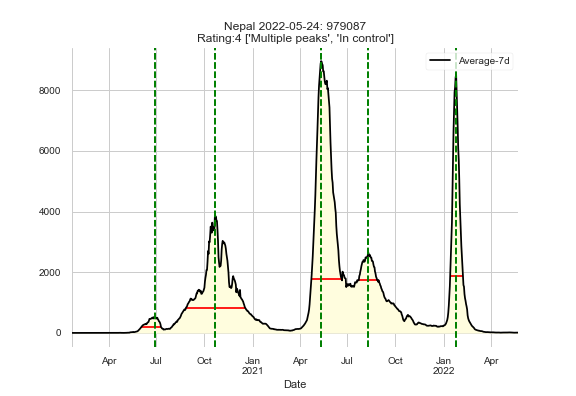 Nepal 2022-05-24: 979087
Rating:4 ['Multiple peaks', 'In control']
Average-7d
8000
6000
4000
2000
0
Apr
Jul
Oct
Jan
2021
Apr
Jul
Oct
Jan
2022
Apr
Date